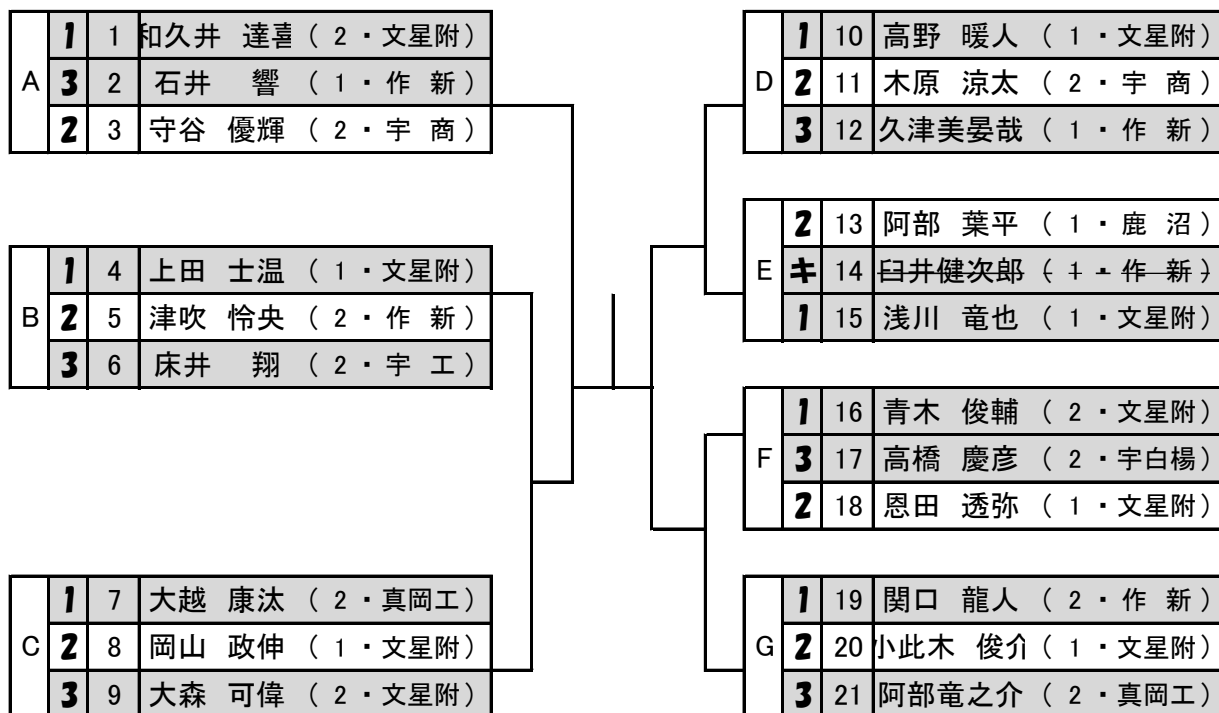 A
1 1 和久井 達喜 ( 2 ・ 文星附 )
3 2 石井 響 ( 1 ・ 作 新 )
2 3 守谷 優輝 ( 2 ・ 宇 商 )
B
1 4 上田 士温 ( 1 ・ 文星附 )
2 5 津吹 怜央 ( 2 ・ 作 新 )
3 6 床井 翔 ( 2 ・ 宇 工 )
C
1 7 大越 康汰 ( 2 ・ 真岡工 )
2 8 岡山 政伸 ( 1 ・ 文星附 )
3 9 大森 可偉 ( 2 ・ 文星附 )
D
1 10 高野 暖人 ( 1 ・ 文星附 )
2 11 木原 涼太 ( 2 ・ 宇 商 )
3 12 久津美晏哉 ( 1 ・ 作 新 )
E
2 13 阿部 葉平 ( 1 ・ 鹿 沼 )
キ 14 臼井健次郎 ( 1 ・ 作 新 )
1 15 浅川 竜也 ( 1 ・ 文星附 )
F
1 16 青木 俊輔 ( 2 ・ 文星附 )
3 17 高橋 慶彦 ( 2 ・ 宇白楊 )
2 18 恩田 透弥 ( 1 ・ 文星附 )
G
1 19 関口 龍人 ( 2 ・ 作 新 )
2 20 小此木 俊介 ( 1 ・ 文星附 )
3 21 阿部竜之介 ( 2 ・ 真岡工 )